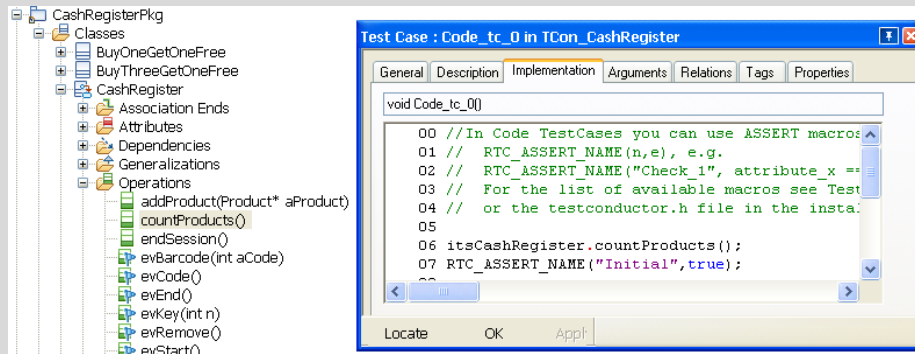 CashRegisterPkg
Classes
BuyOneGetOneFree
BuyThreeGetOneFree
CashRegister
Association Ends
Attributes
Dependencies
Generalizations
Operations
addProduct(Product* aProduct)
countProducts()
endSession()
evBarcode(int aCode)
evCode()
evEnd()
evKey(int n)
evRemove()
evStart()
Test Case : Code_tc_0 in TCon_CashRegister
General Description Implementation Arguments Relations Tags Properties
void Code_tc_0()
00 //In Code TestCases you can use ASSERT macros
01 // RTC_ASSERT_NAME(n,e), e.g.
02 // RTC_ASSERT_NAME("Check_1", attribute_x ==
03 // For the list of available macros see Test
04 // or the testconductor.h file in the instal
05
06 itsCashRegister.countProducts();
07 RTC_ASSERT_NAME("Initial",true);
Locate OK Apply